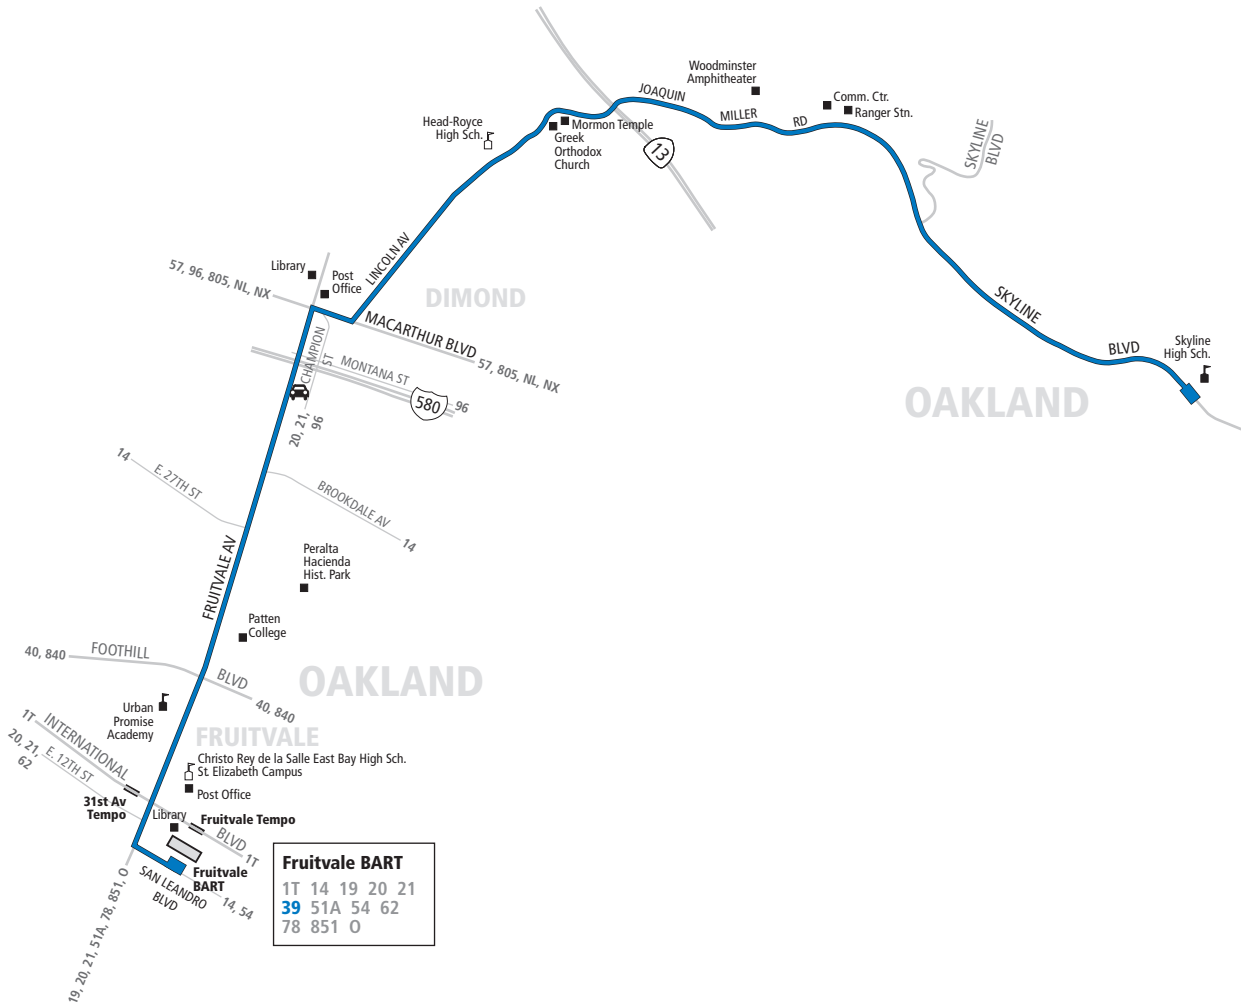 Woodminster
Amphitheater
JOAQUIN
MILLER
RD
Comm. Ctr.
Ranger Stn.
Head-Royce
High Sch.
Mormon Temple
Greek
Orthodox
Church
13
SKYLINE
BLVD
LINCOLN AV
Library
Post
Office
57, 96, 805, NL, NX
DIMOND
MACARTHUR BLVD
57, 805, NL, NX
SKYLINE
BLVD
Skyline
High Sch.
CHAMPION
ST
MONTANA ST
96
580
OAKLAND
20, 21,
96
14
E. 27TH ST
BROOKDALE AV
14
FRUITVALE AV
Peralta
Hacienda
Hist. Park
Patten
College
40, 840
FOOTHILL
BLVD
40, 840
OAKLAND
Urban
Promise
Academy
FRUITVALE
1T
INTERNATIONAL
20, 21,
62
E. 12TH ST
Christo Rey de la Salle East Bay High Sch.
St. Elizabeth Campus
Post Office
31st Av
Tempo
Library
Fruitvale Tempo
BLVD
1T
Fruitvale
BART
SAN LEANDRO
BLVD
14, 54
19, 20, 21, 51A, 78, 851, O
Fruitvale BART
1T 14 19 20 21
39 51A 54 62
78 851 O